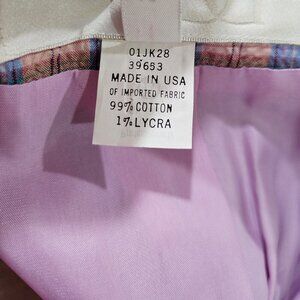 01JK28
39653
MADE IN USA
OF IMPORTED FABRIC
99% COTTON
1% LYCRA